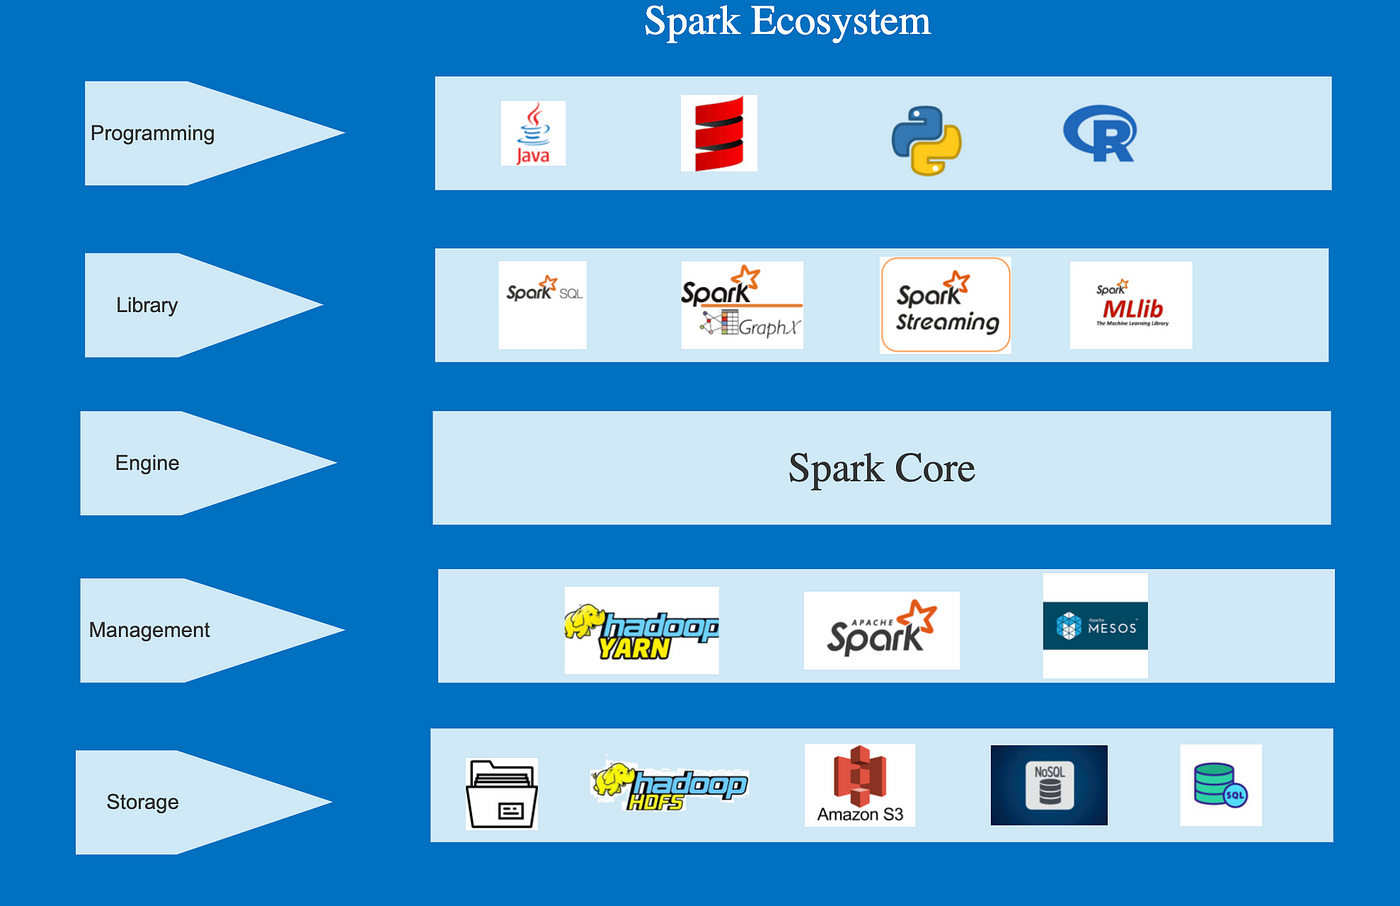 Spark Ecosystem
Programming
Java
R
Library
Spark SQL
Spark
GraphX
Spark
Streaming
Spark
MLlib
The Machine Learning Library
Engine
Spark Core
Management
hadoop
YARN
APACHE
Spark
Apache
MESOS
Storage
hadoop
HDFS
Amazon S3
NoSQL
SQL